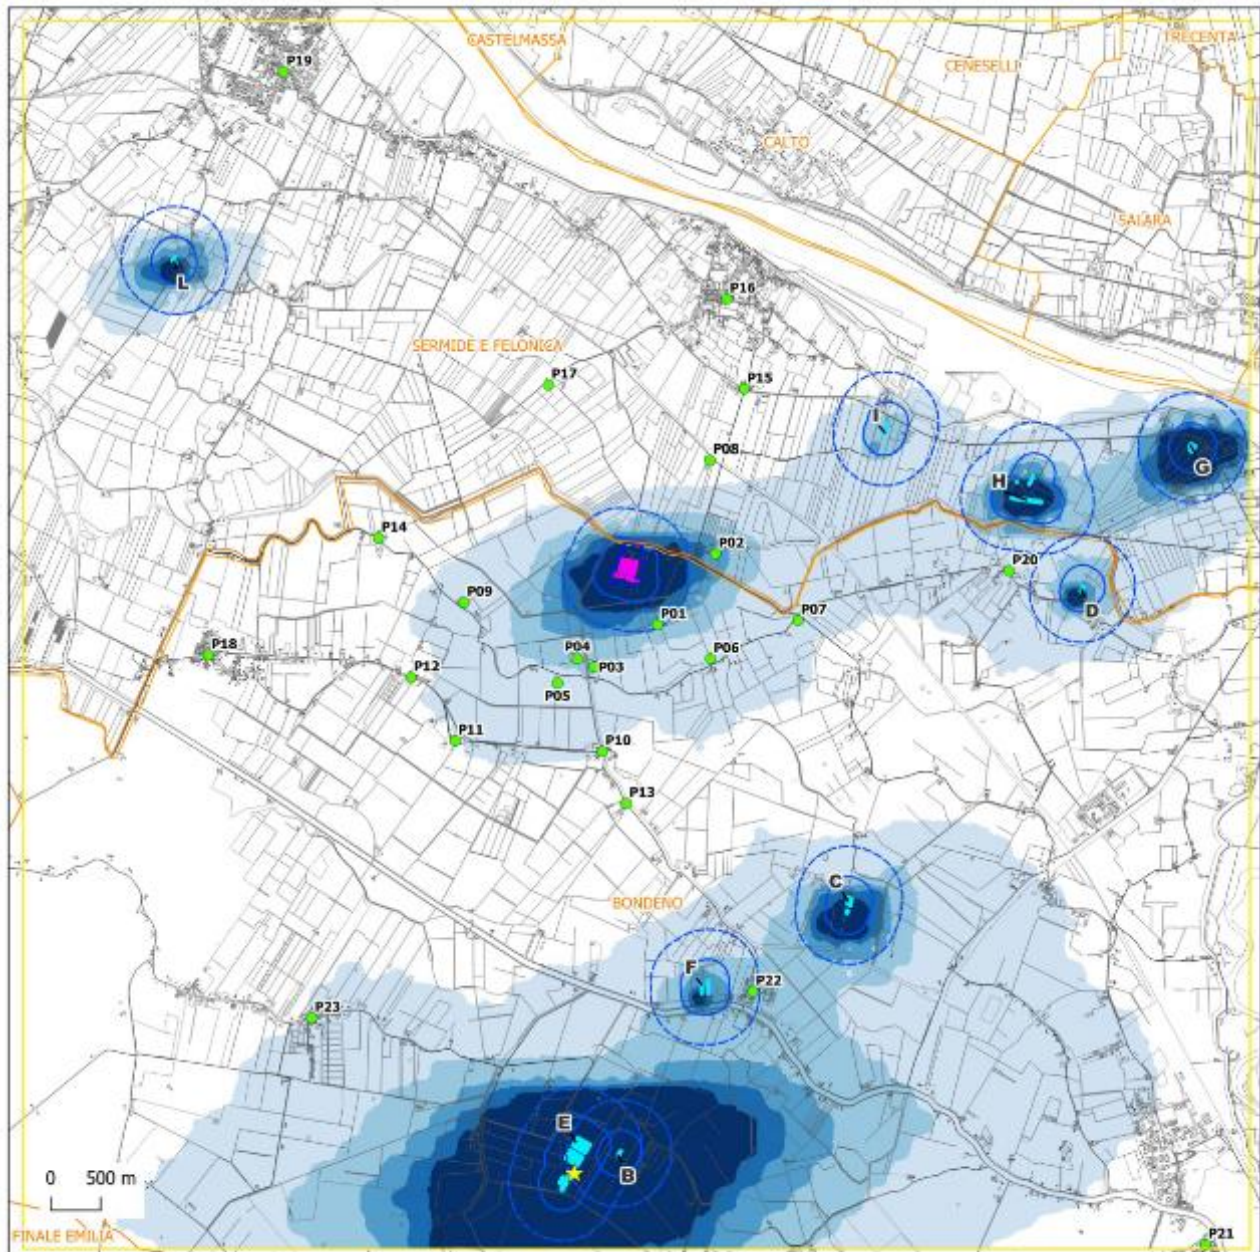 CASTELMASSA
TRECENTA
P19
CENESELLI
CALTO
SALARA
L
P16
SERMIDE E FELONICA
P17
P15
I
P08
G
H
P14
P02
P20
P09
D
P01
P07
P18
P04
P06
P12
P03
P05
P11
P10
P13
C
BONDENO
F
P22
P23
E
B
0 500 m
FINALE EMILIA
P21